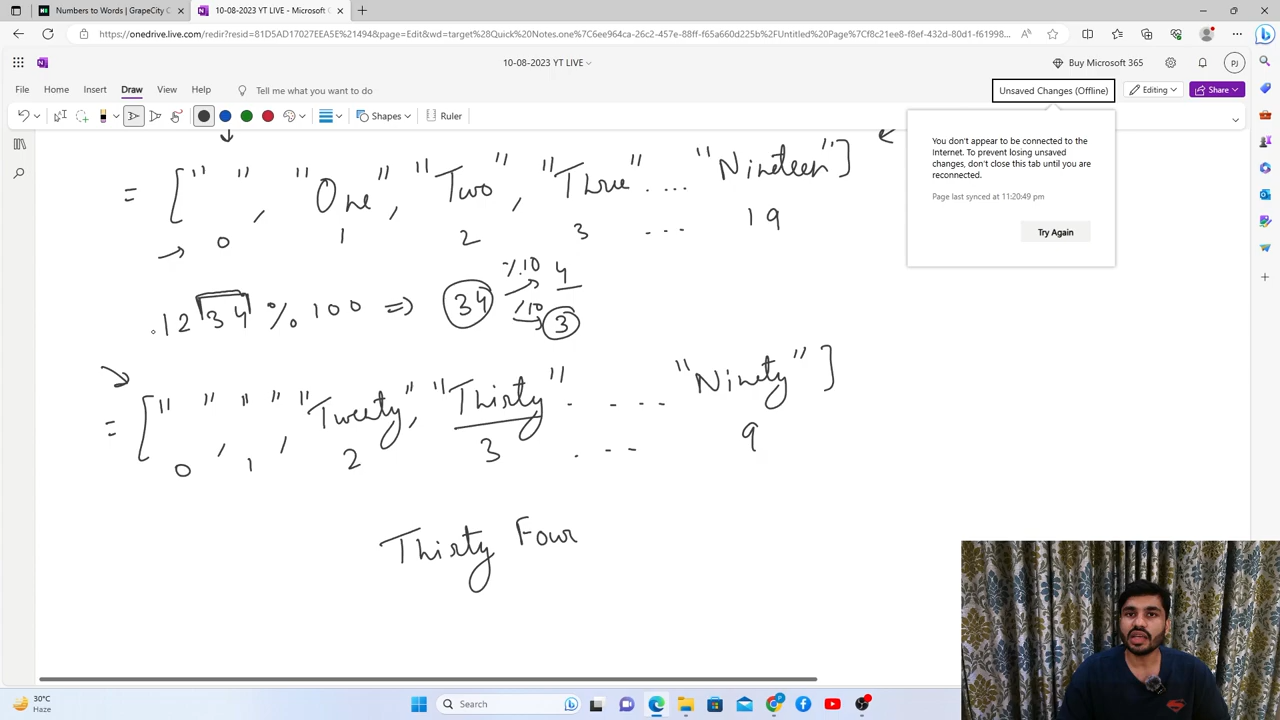 Numbers to Words | GrapeCity C
10-08-2023 YT LIVE - Microsoft C
https://onedrive.live.com/redir?resid=81D5AD17027EEA5E%21494&page=Edit&wd=target%28Quick%20Notes.one%7C6ee964ca-26c2-457e-88ff-f65a660d225b%2FUntitled%20Page%7Cf8c21ee8-f8ef-432d-80d1-f61998...
10-08-2023 YT LIVE
Buy Microsoft 365
PJ
File Home Insert Draw View Help Tell me what you want to do
Unsaved Changes (Offline)
Editing
Share
Shapes
Ruler
You don't appear to be connected to the
Internet. To prevent losing unsaved
changes, don't close this tab until you are
reconnected.
Page last synced at 11:20:49 pm
Try Again
= [" ", "One", "Two", "Three" .... "Nineteen"]
→ 0 1 2 3 ... 19
1234 % 100 => 34
%10 4
/10 3
= [" ", " ", "Twety", "Thirty" . .... "Ninety"]
0 1 2 3 ... 9
Thirty Four
30°C
Haze
Search